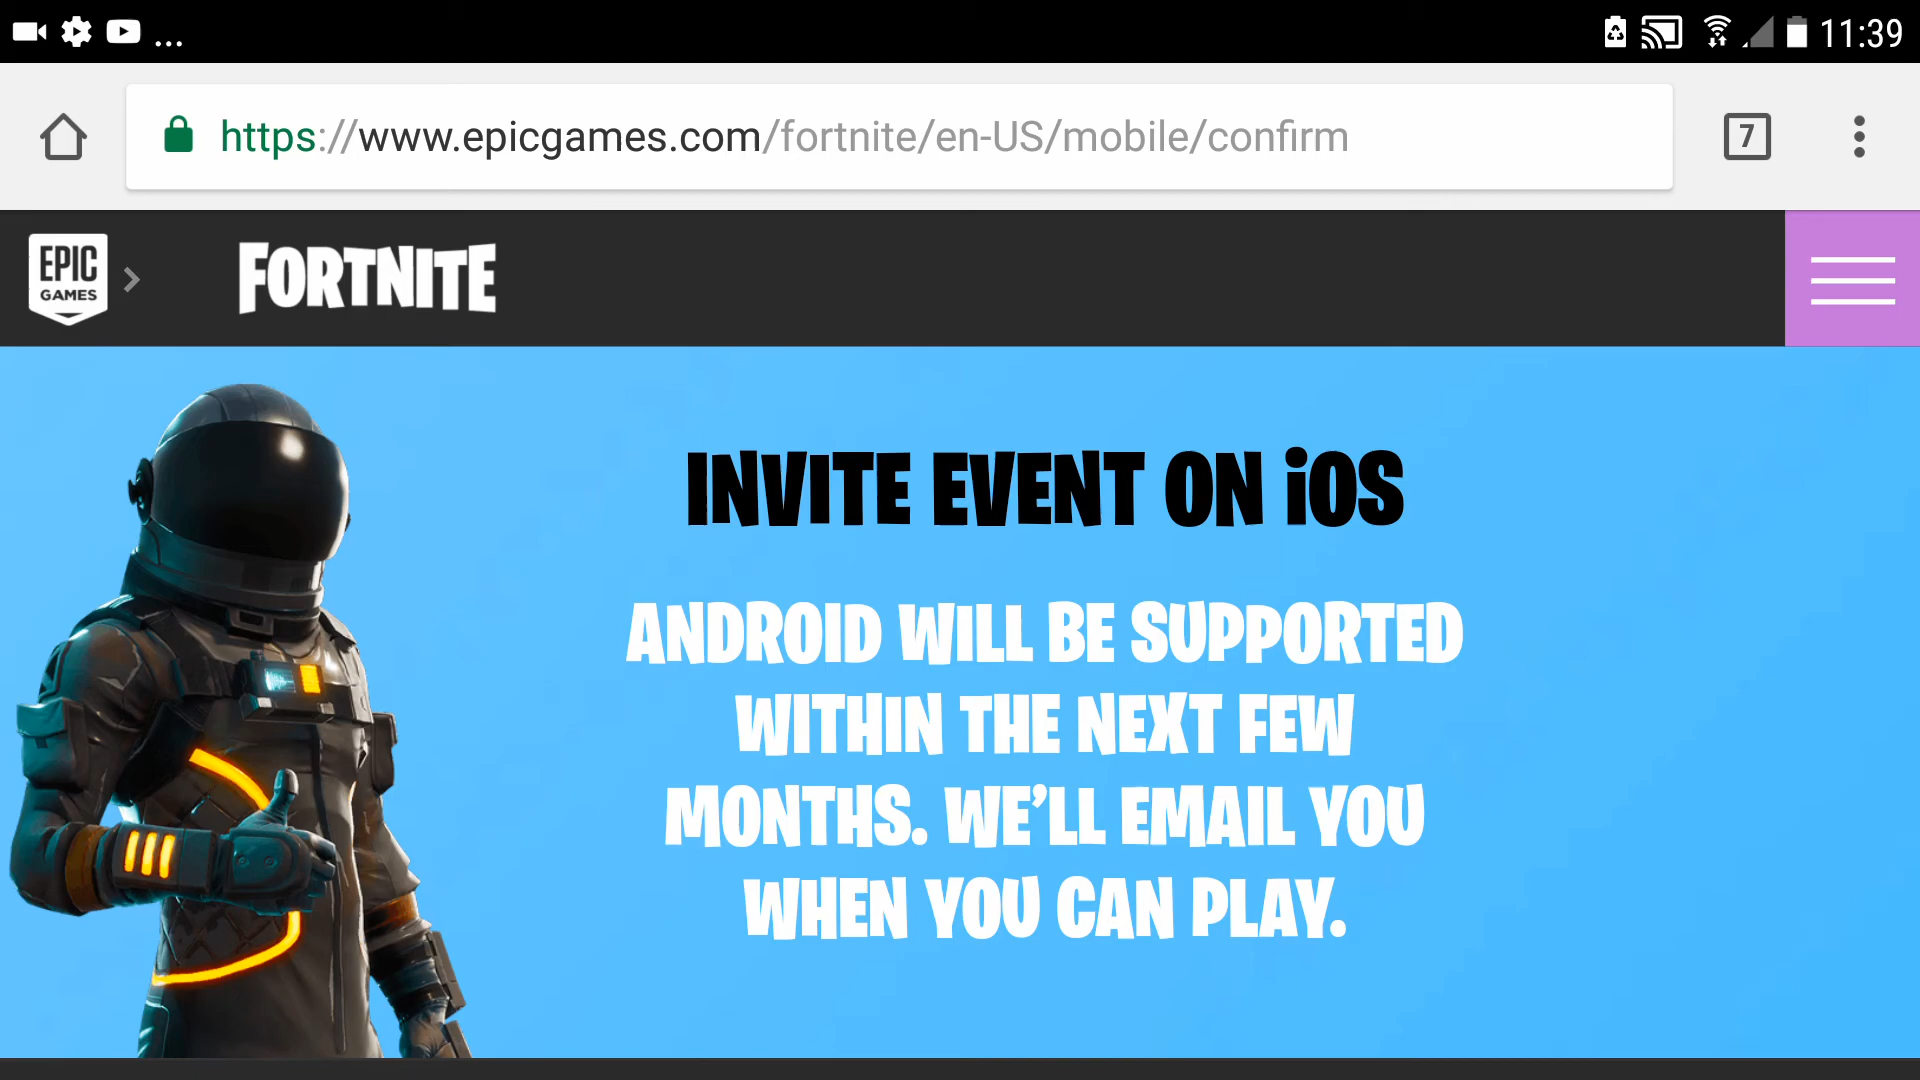 ...
11:39
https://www.epicgames.com/fortnite/en-US/mobile/confirm
7
EPIC
GAMES
FORTNITE
INVITE EVENT ON iOS
ANDROID WILL BE SUPPORTED
WITHIN THE NEXT FEW
MONTHS. WE'LL EMAIL YOU
WHEN YOU CAN PLAY.